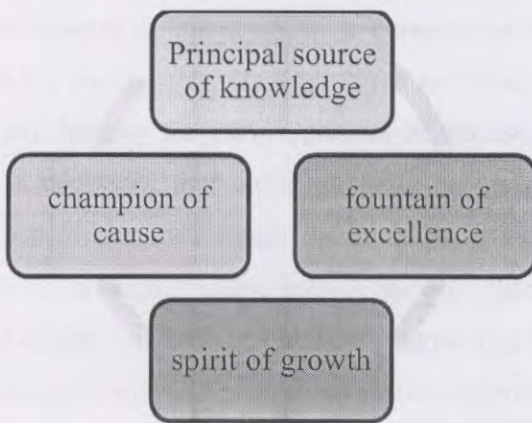 Principal source
of knowledge
champion of
cause
fountain of
excellence
spirit of growth